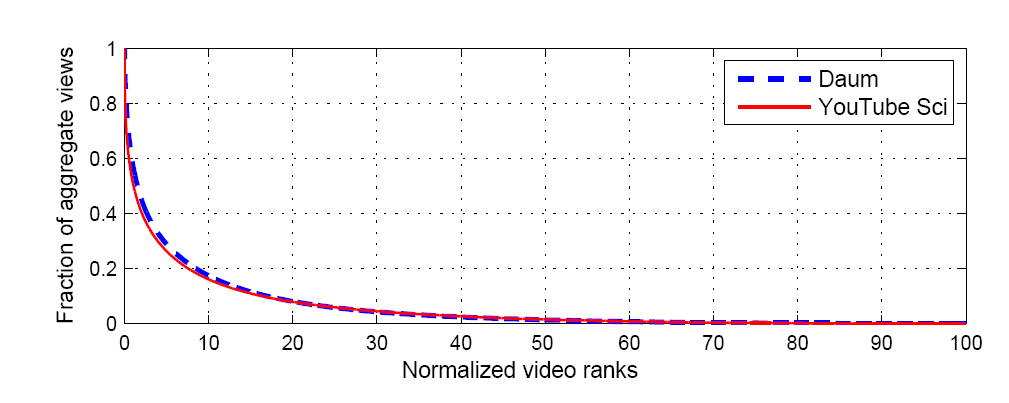 Fraction of aggregate views
1
0.8
0.6
0.4
0.2
0
0 10 20 30 40 50 60 70 80 90 100
Normalized video ranks
Daum
YouTube Sci